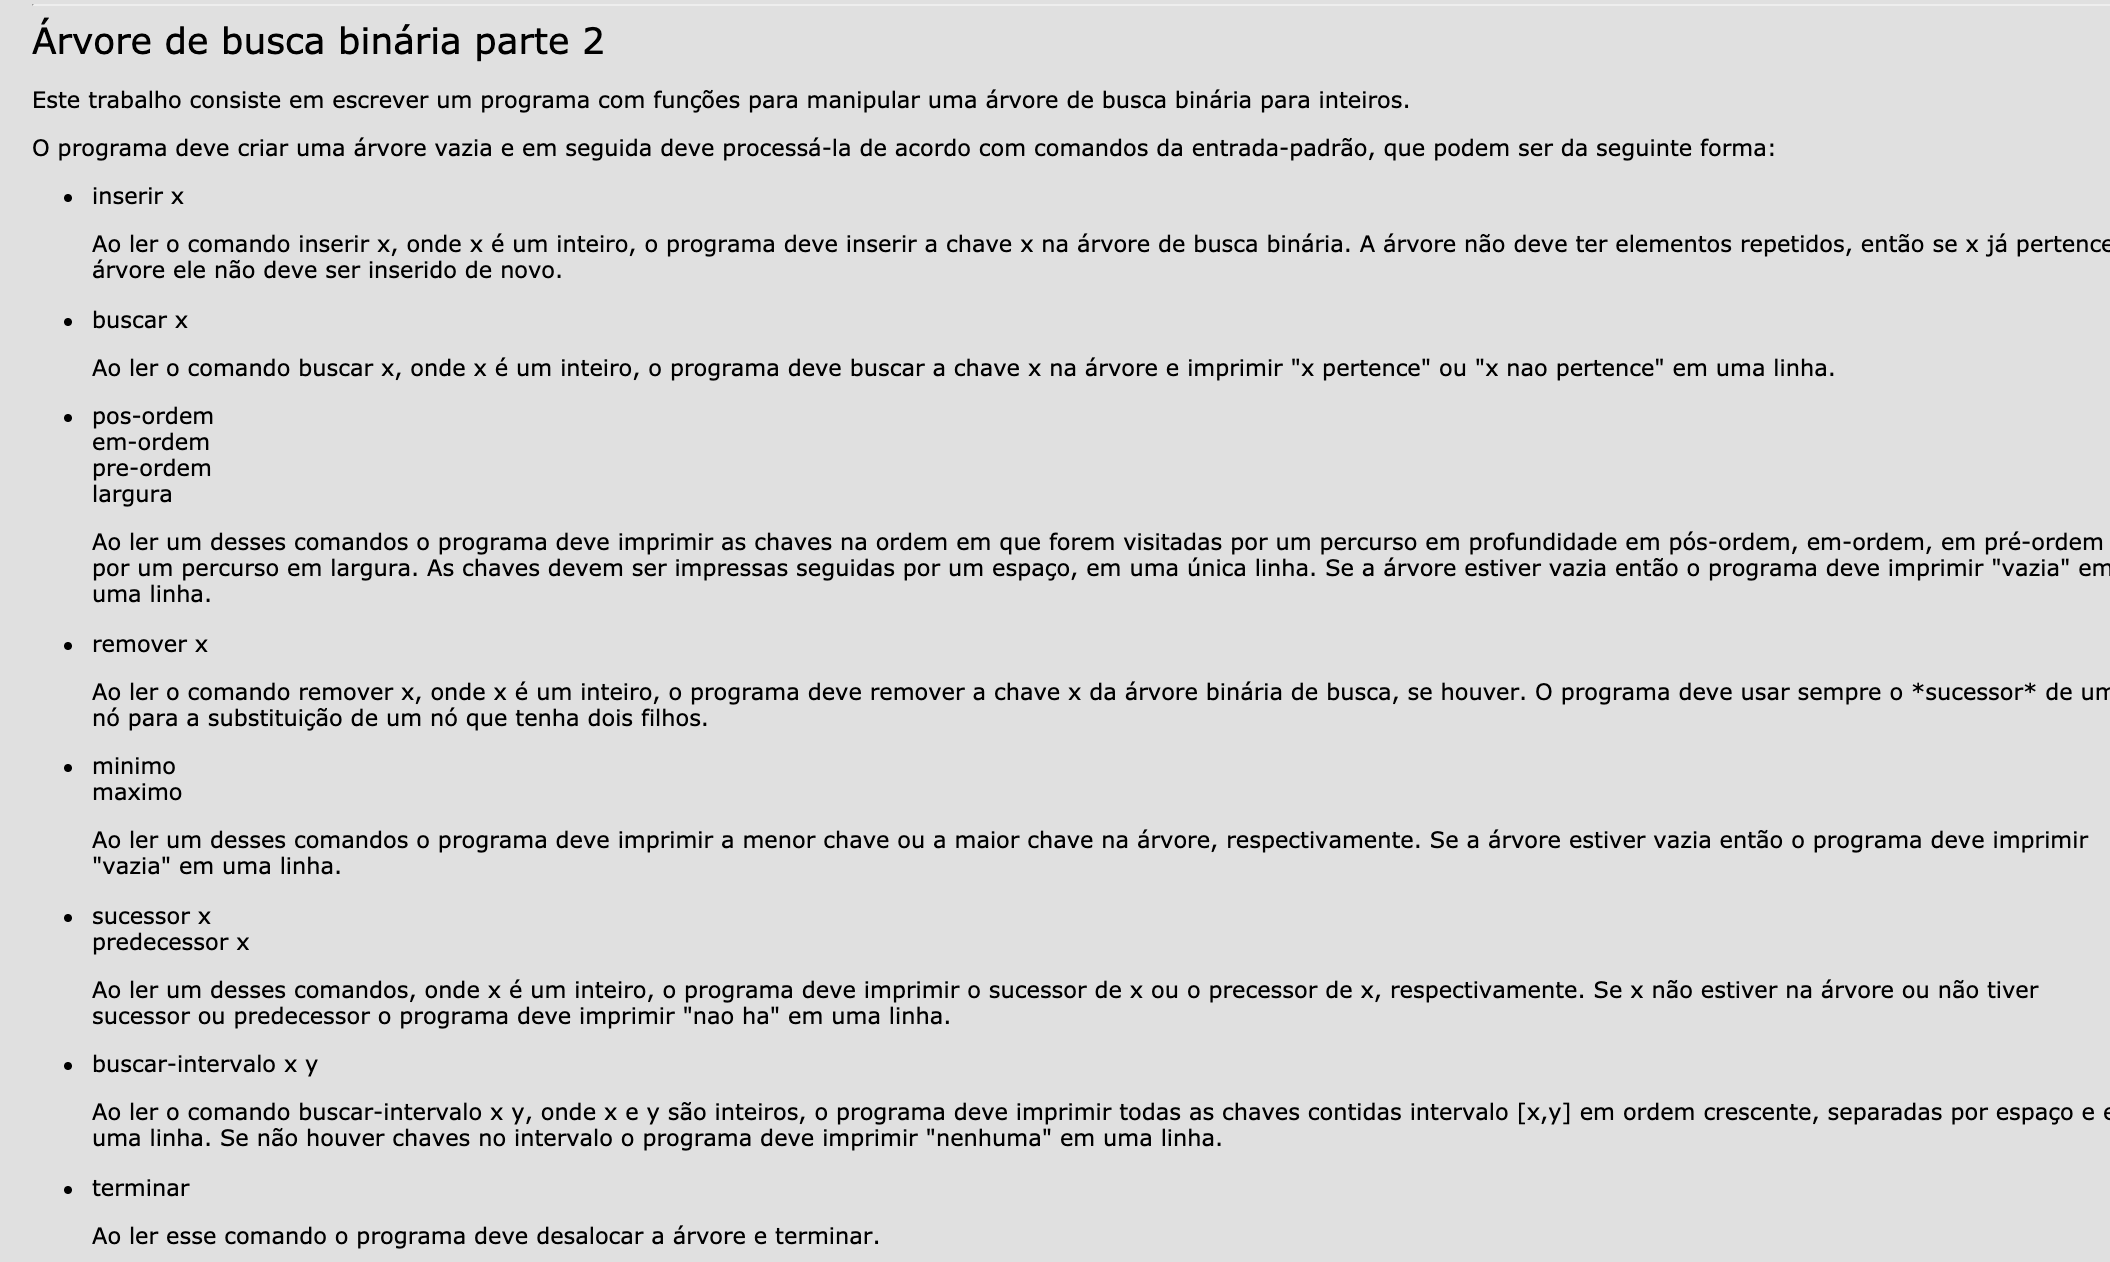 Árvore de busca binária parte 2
Este trabalho consiste em escrever um programa com funções para manipular uma árvore de busca binária para inteiros.
O programa deve criar uma árvore vazia e em seguida deve processá-la de acordo com comandos da entrada-padrão, que podem ser da seguinte forma:
• inserir x
Ao ler o comando inserir x, onde x é um inteiro, o programa deve inserir a chave x na árvore de busca binária. A árvore não deve ter elementos repetidos, então se x já pertence
árvore ele não deve ser inserido de novo.
• buscar x
Ao ler o comando buscar x, onde x é um inteiro, o programa deve buscar a chave x na árvore e imprimir "x pertence" ou "x nao pertence" em uma linha.
• pos-ordem
em-ordem
pre-ordem
largura
Ao ler um desses comandos o programa deve imprimir as chaves na ordem em que forem visitadas por um percurso em profundidade em pós-ordem, em-ordem, em pré-ordem
por um percurso em largura. As chaves devem ser impressas seguidas por um espaço, em uma única linha. Se a árvore estiver vazia então o programa deve imprimir "vazia" em
uma linha.
• remover x
Ao ler o comando remover x, onde x é um inteiro, o programa deve remover a chave x da árvore binária de busca, se houver. O programa deve usar sempre o *sucessor* de um
nó para a substituição de um nó que tenha dois filhos.
• minimo
maximo
Ao ler um desses comandos o programa deve imprimir a menor chave ou a maior chave na árvore, respectivamente. Se a árvore estiver vazia então o programa deve imprimir
"vazia" em uma linha.
• sucessor x
predecessor x
Ao ler um desses comandos, onde x é um inteiro, o programa deve imprimir o sucessor de x ou o precessor de x, respectivamente. Se x não estiver na árvore ou não tiver
sucessor ou predecessor o programa deve imprimir "nao ha" em uma linha.
• buscar-intervalo x y
Ao ler o comando buscar-intervalo x y, onde x e y são inteiros, o programa deve imprimir todas as chaves contidas intervalo [x,y] em ordem crescente, separadas por espaço e
uma linha. Se não houver chaves no intervalo o programa deve imprimir "nenhuma" em uma linha.
• terminar
Ao ler esse comando o programa deve desalocar a árvore e terminar.